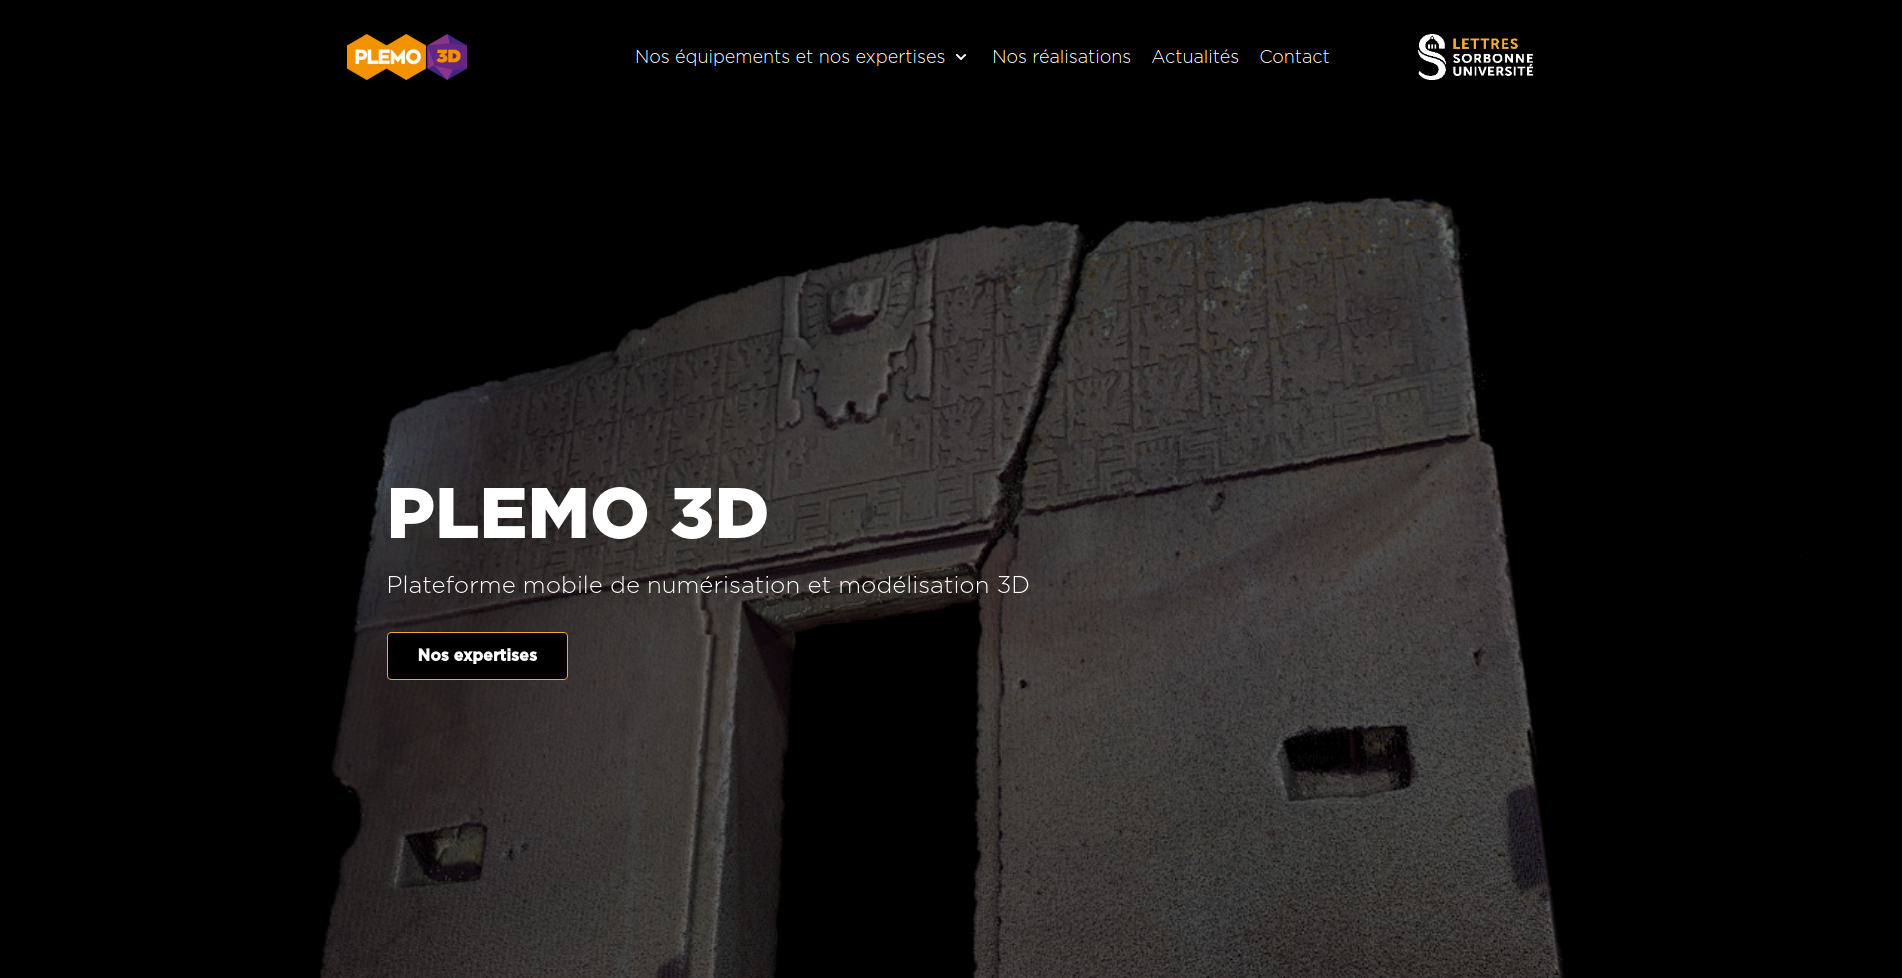 PLEMO 3D
Nos équipements et nos expertises
Nos réalisations
Actualités
Contact
LETTRES
SORBONNE
UNIVERSITÉ
PLEMO 3D
Plateforme mobile de numérisation et modélisation 3D
Nos expertises